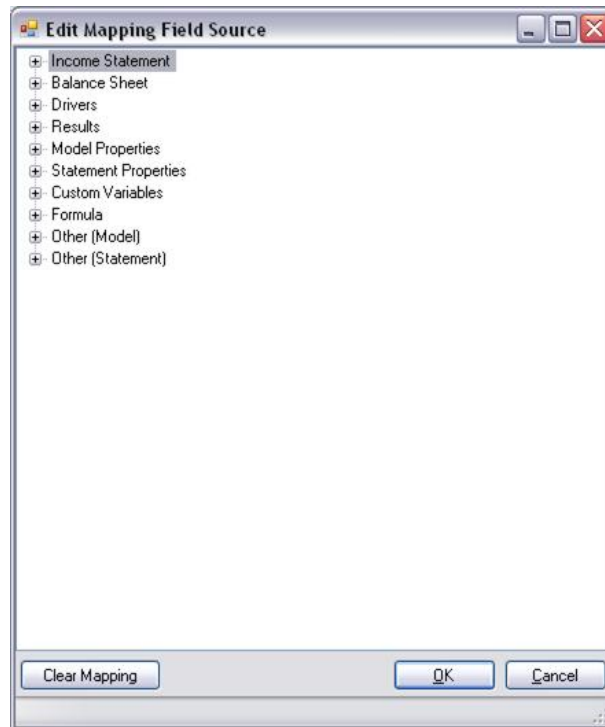 Edit Mapping Field Source
Income Statement
Balance Sheet
Drivers
Results
Model Properties
Statement Properties
Custom Variables
Formula
Other (Model)
Other (Statement)
Clear Mapping
OK
Cancel